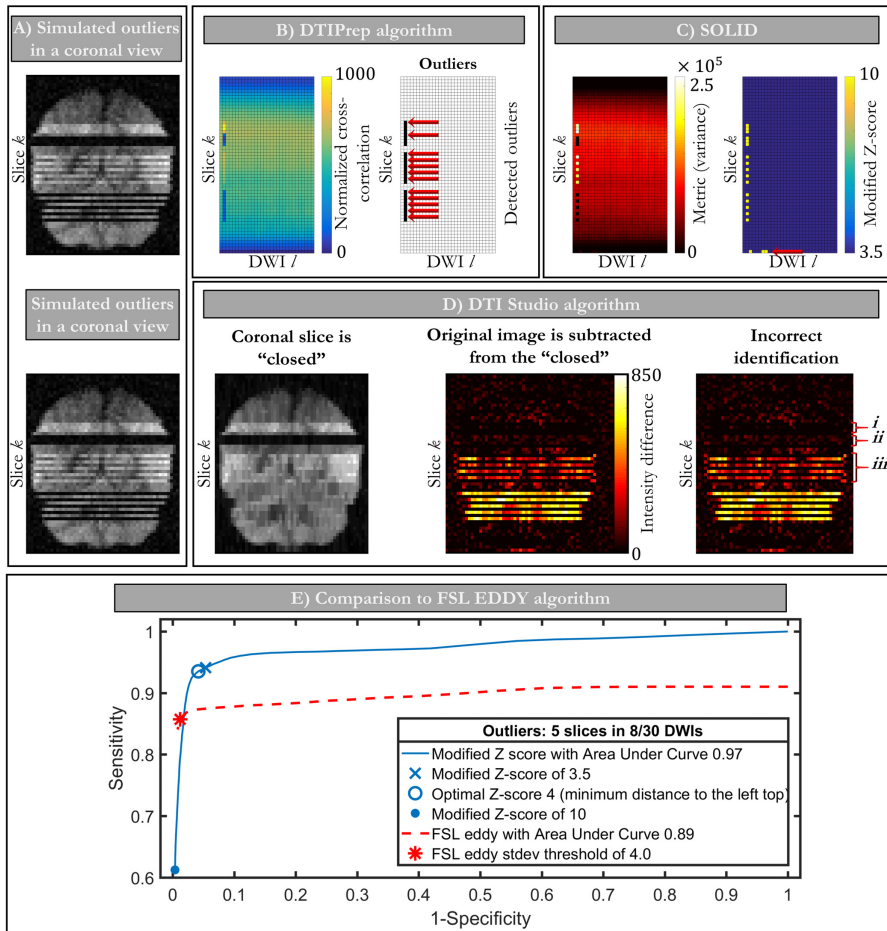 A) Simulated outliers
in a coronal view
Slice k
Simulated outliers
in a coronal view
Slice k
B) DTIPrep algorithm
Slice k
DWI l
1000
0
Normalized cross-
correlation
Outliers
Slice k
Detected outliers
C) SOLID
Slice k
DWI l
× 10⁵
2.5
0
Metric (variance)
10
3.5
Modified Z-score
D) DTI Studio algorithm
Coronal slice is
“closed”
Slice k
Original image is subtracted
from the “closed”
850
0
Intensity difference
Incorrect
identification
Slice k
i
ii
iii
E) Comparison to FSL EDDY algorithm
Sensitivity
1
0.9
0.8
0.7
0.6
0 0.1 0.2 0.3 0.4 0.5 0.6 0.7 0.8 0.9 1
1-Specificity
Outliers: 5 slices in 8/30 DWIs
Modified Z score with Area Under Curve 0.97
Modified Z-score of 3.5
Optimal Z-score 4 (minimum distance to the left top)
Modified Z-score of 10
FSL eddy with Area Under Curve 0.89
FSL eddy stdev threshold of 4.0